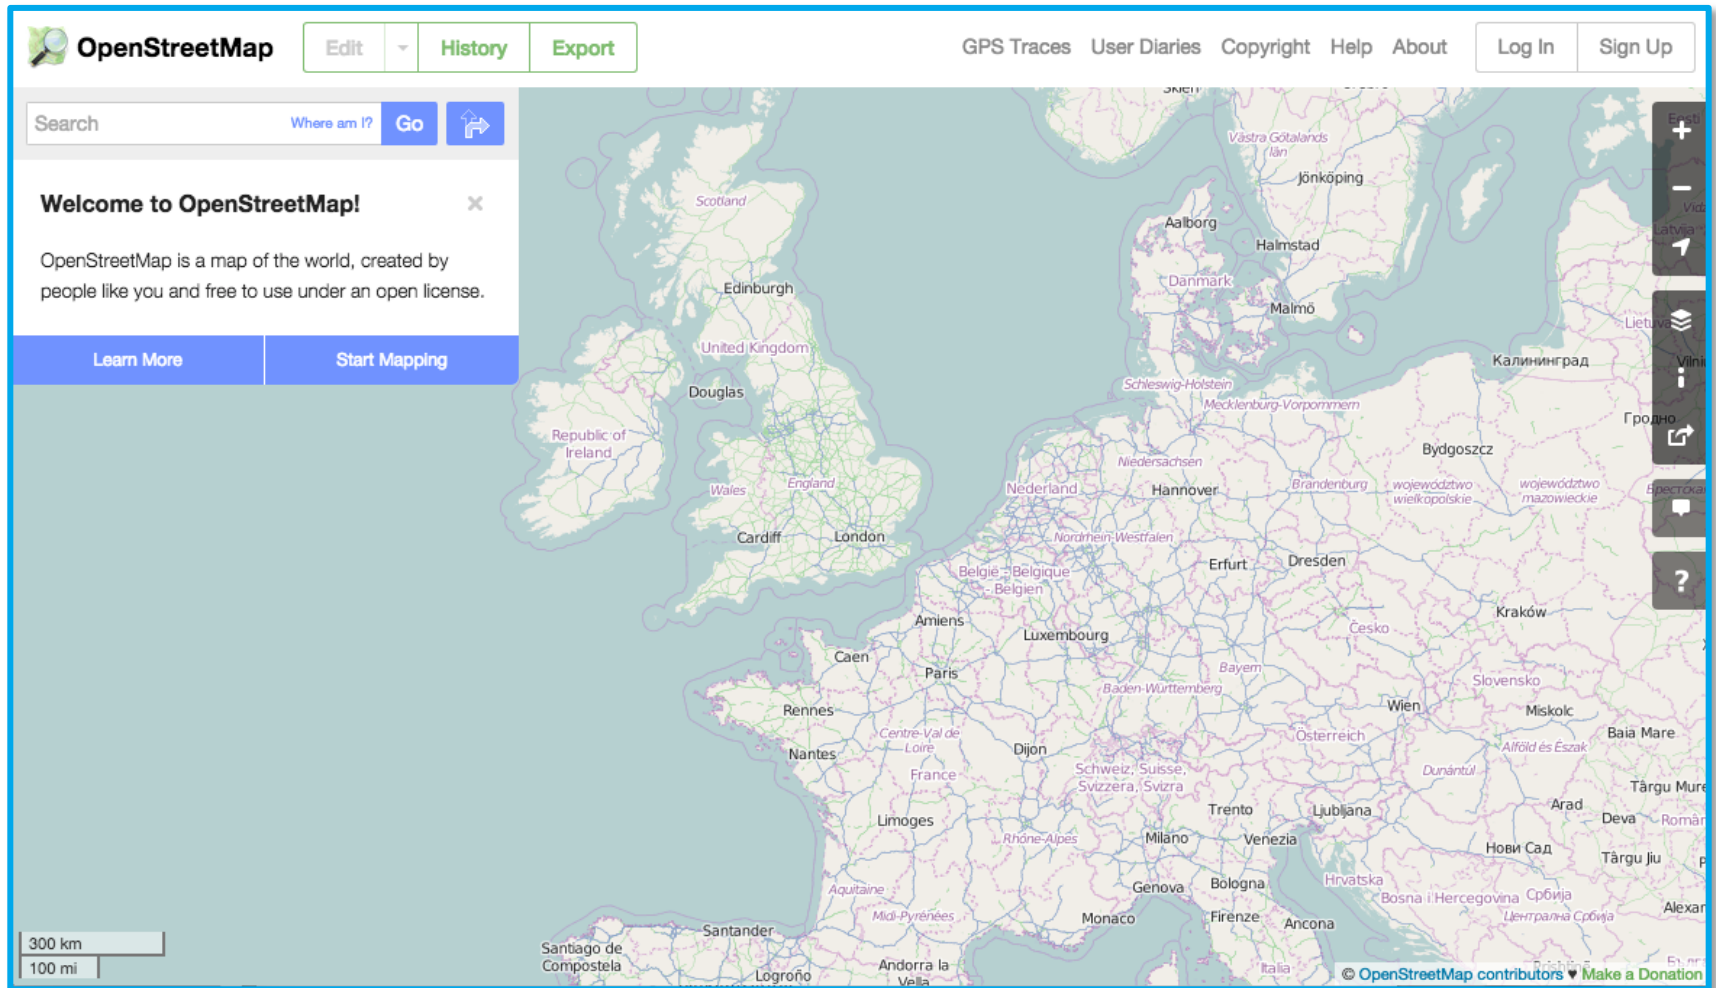 OpenStreetMap
Edit
History
Export
GPS Traces
User Diaries
Copyright
Help
About
Log In
Sign Up
Search
Where am I?
Go
Welcome to OpenStreetMap!
×
OpenStreetMap is a map of the world, created by
people like you and free to use under an open license.
Learn More
Start Mapping
Västra Götalands
län
Jönköping
Scotland
Aalborg
Halmstad
Danmark
Edinburgh
Malmö
United Kingdom
Калининград
Schleswig-Holstein
Douglas
Mecklenburg-Vorpommern
Гродно
Republic of
Ireland
Bydgoszcz
Niedersachsen
Wales
England
Nederland
Hannover
Brandenburg
województwo
wielkopolskie
województwo
mazowieckie
Cardiff
London
Nordrhein-Westfalen
Erfurt
Dresden
België - Belgique
- Belgien
Kraków
Amiens
Luxembourg
Česko
Caen
Paris
Bayern
Slovensko
Baden-Württemberg
Rennes
Wien
Miskolc
Centre-Val de
Loire
Österreich
Baia Mare
Nantes
Dijon
Alföld és Észak
France
Schweiz, Suisse,
Svizzera, Svizra
Dunántúl
Târgu Mure
Trento
Ljubljana
Arad
Deva
Limoges
Rhône-Alpes
Milano
Venezia
Нови Сад
Târgu Jiu
Genova
Bologna
Hrvatska
Aquitaine
Bosna i Hercegovina
Србија
Midi-Pyrénées
Monaco
Firenze
Ancona
Централна Србија
Santander
Santiago de
Compostela
Logroño
Andorra la
Vella
Italia
300 km
100 mi
© OpenStreetMap contributors ♥ Make a Donation